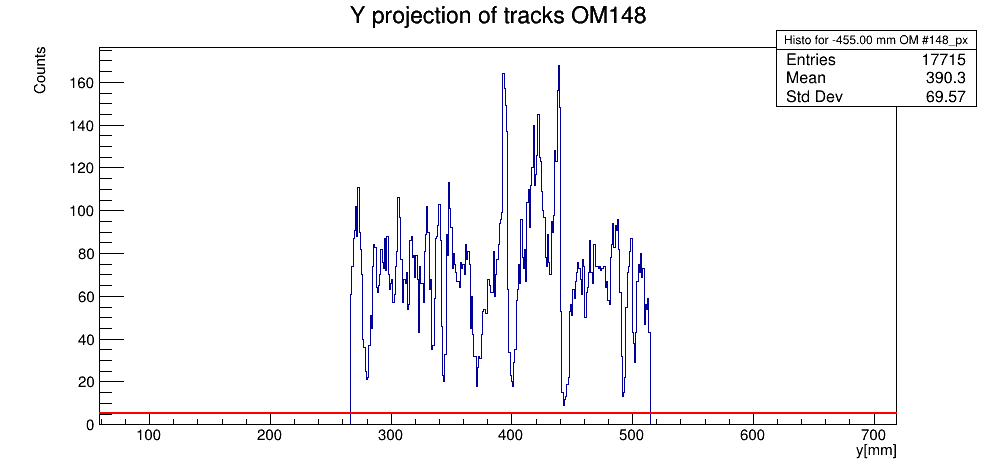 Y projection of tracks OM148
Histo for -455.00 mm OM #148_px
Entries 17715
Mean 390.3
Std Dev 69.57
Counts
160
140
120
100
80
60
40
20
0
100 200 300 400 500 600 700
y[mm]